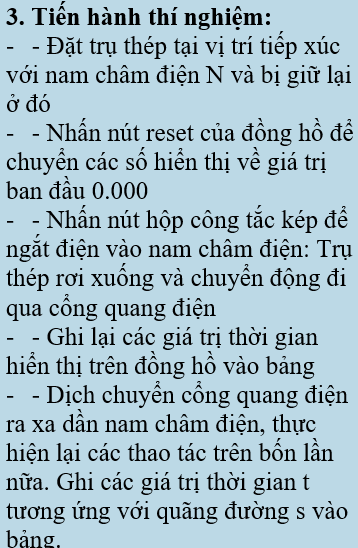 3. Tiến hành thí nghiệm:
-   - Đặt trụ thép tại vị trí tiếp xúc
với nam châm điện N và bị giữ lại
ở đó
-   - Nhấn nút reset của đồng hồ để
chuyển các số hiển thị về giá trị
ban đầu 0.000
-   - Nhấn nút hộp công tắc kép để
ngắt điện vào nam châm điện: Trụ
thép rơi xuống và chuyển động đi
qua cổng quang điện
-   - Ghi lại các giá trị thời gian
hiển thị trên đồng hồ vào bảng
-   - Dịch chuyển cổng quang điện
ra xa dần nam châm điện, thực
hiện lại các thao tác trên bốn lần
nữa. Ghi các giá trị thời gian t
tương ứng với quãng đường s vào
bảng.